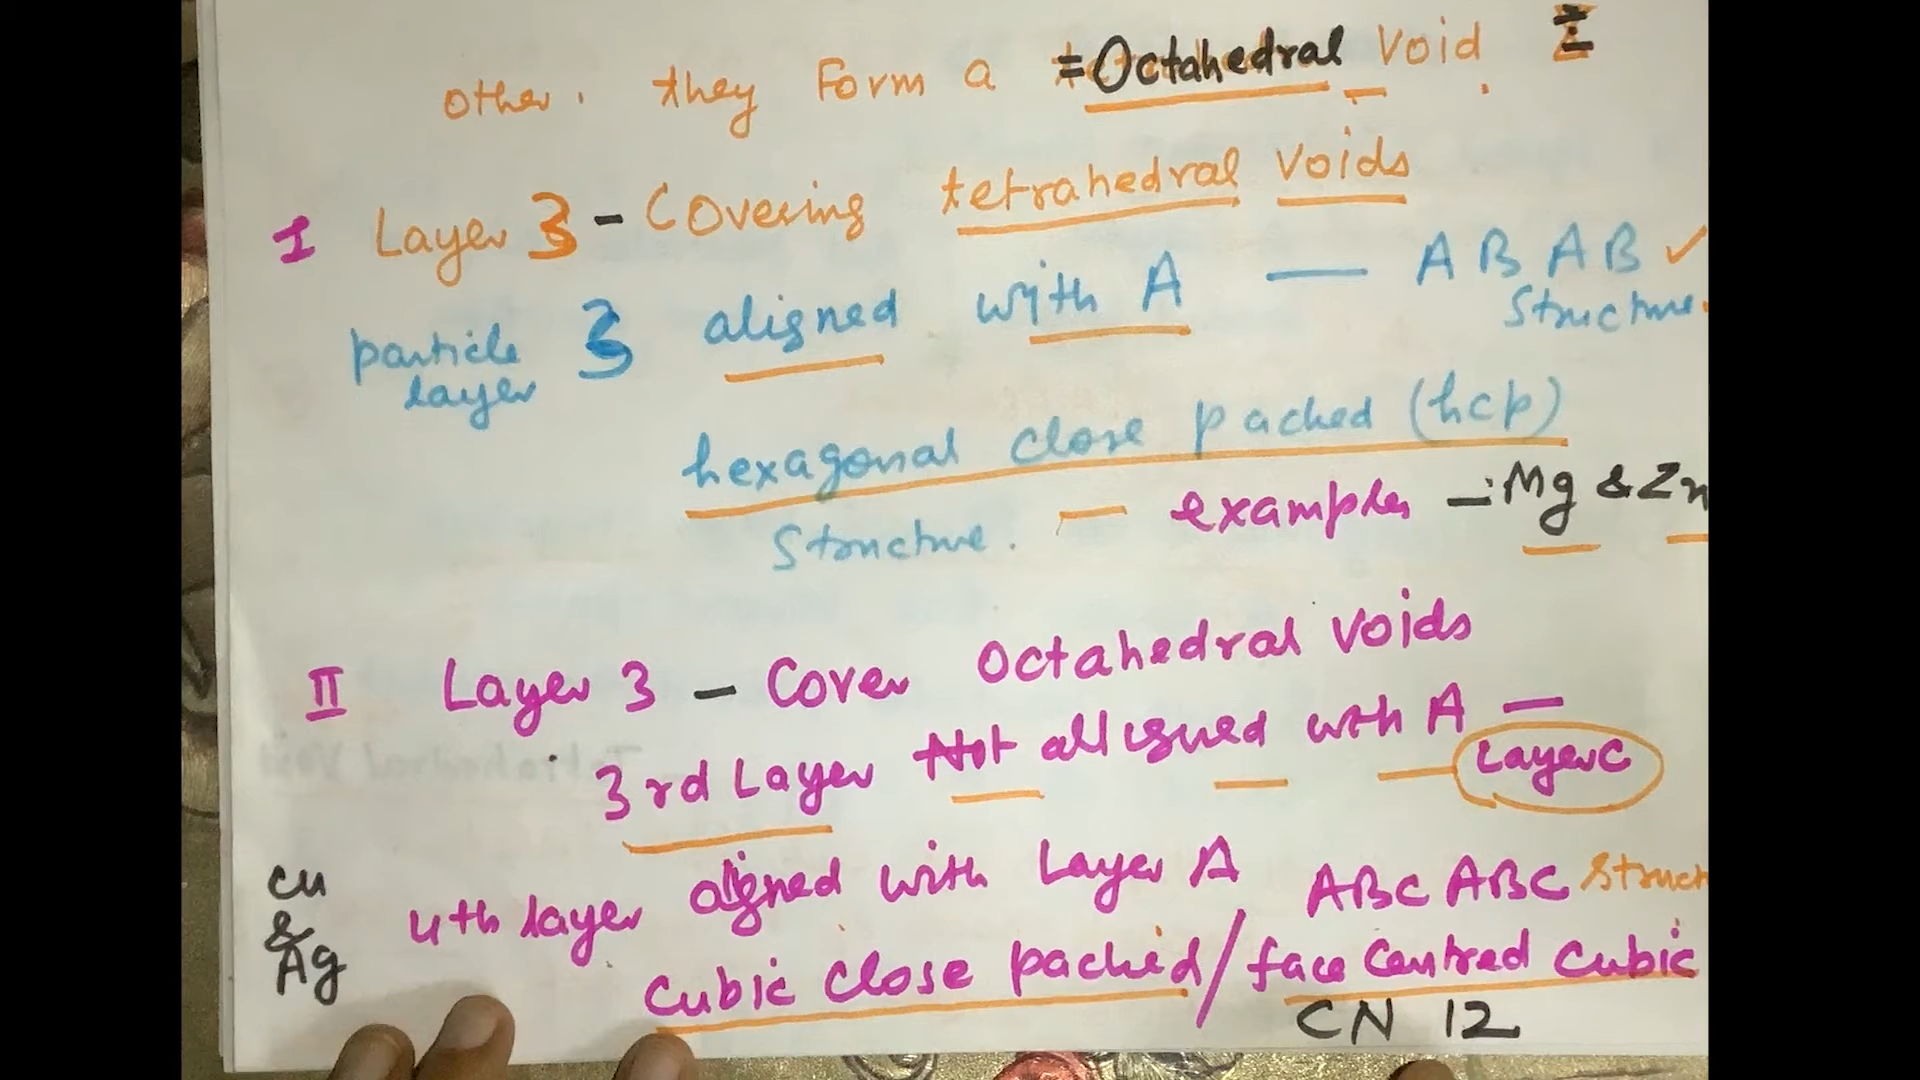 other. they Form a = Octahedral Void
I Layer 3 - Covering tetrahedral voids
particle layer 3 aligned with A — A B A B ✓
Structure.
hexagonal close packed (hcp)
Structure. — examples -: Mg & Zn
II Layer 3 - Cover Octahedral voids
3rd Layer Not alligned with A —
Layer C
Cu & Ag
4th layer aligned with Layer A ABC ABC Struct
Cubic close packed / face Centred Cubic
CN 12